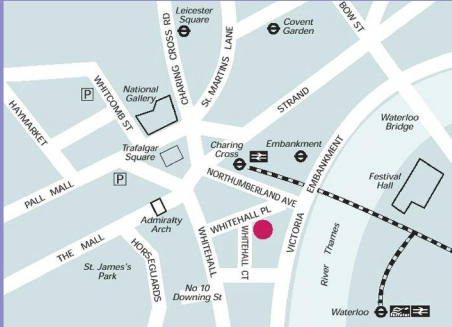 Leicester
Square
CHARING CROSS RD
ST. MARTINS LANE
Covent
Garden
BOW ST
National
Gallery
WHITCOMB ST
P
HAYMARKET
STRAND
Waterloo
Bridge
Trafalgar
Square
Charing
Cross
Embankment
EMBANKMENT
P
PALL MALL
NORTHUMBERLAND AVE
Festival
Hall
Admiralty
Arch
WHITEHALL PL
VICTORIA
THE MALL
HORSEGUARDS
WHITEHALL
WHITEHALL CT
River Thames
St. James's
Park
No 10
Downing St
Waterloo